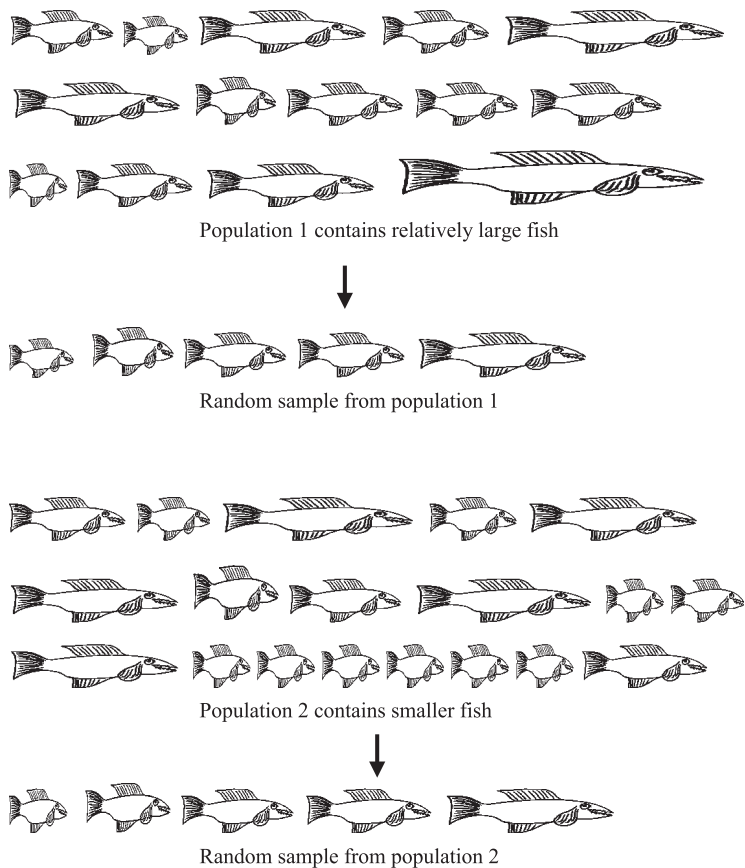 Population 1 contains relatively large fish
Random sample from population 1
Population 2 contains smaller fish
Random sample from population 2